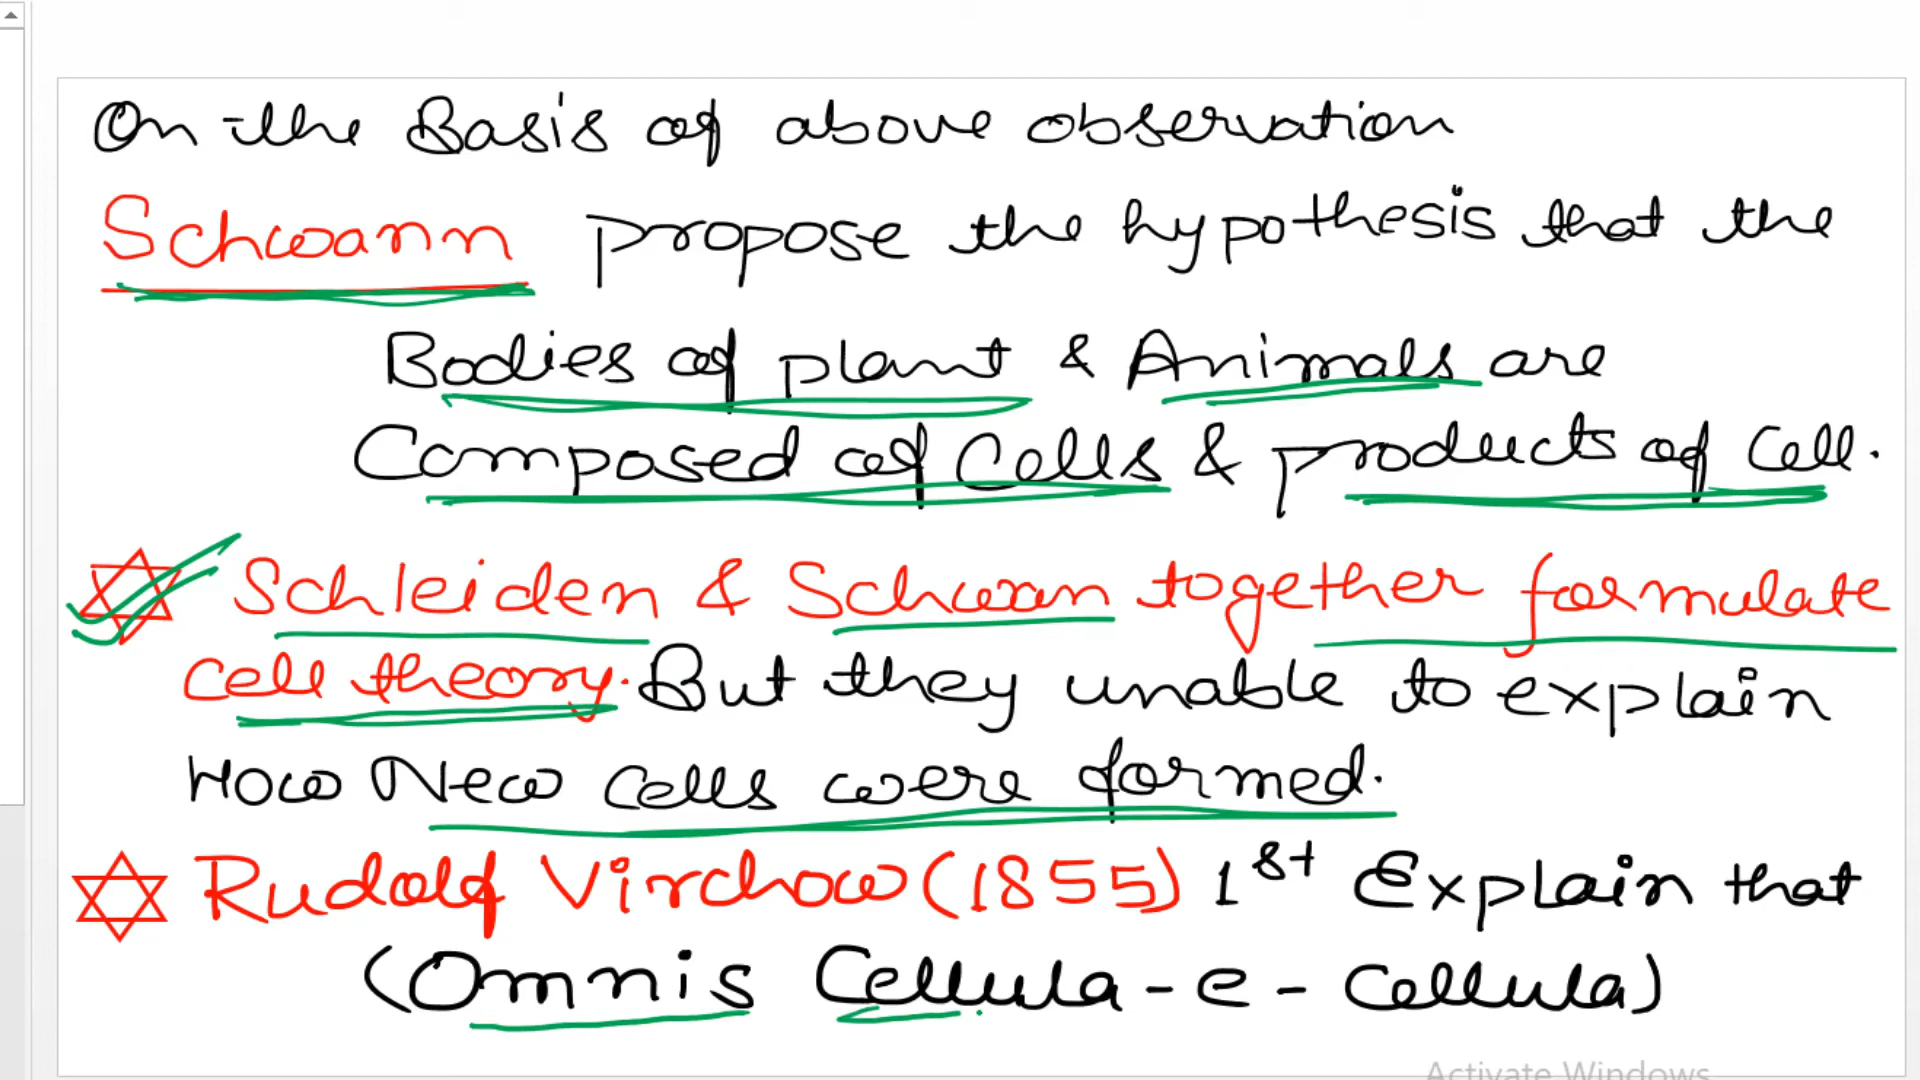 On the Basis of above observation
Schwann propose the hypothesis that the
Bodies of plant & Animals are
Composed of Cells & products of Cell.
Schleiden & Schwan together formulate
cell theory. But they unable to explain
How New cells were formed.
Rudolf Virchow (1855) 1st Explain that
(Omnis Cellula - e - cellula)
Activate Windows